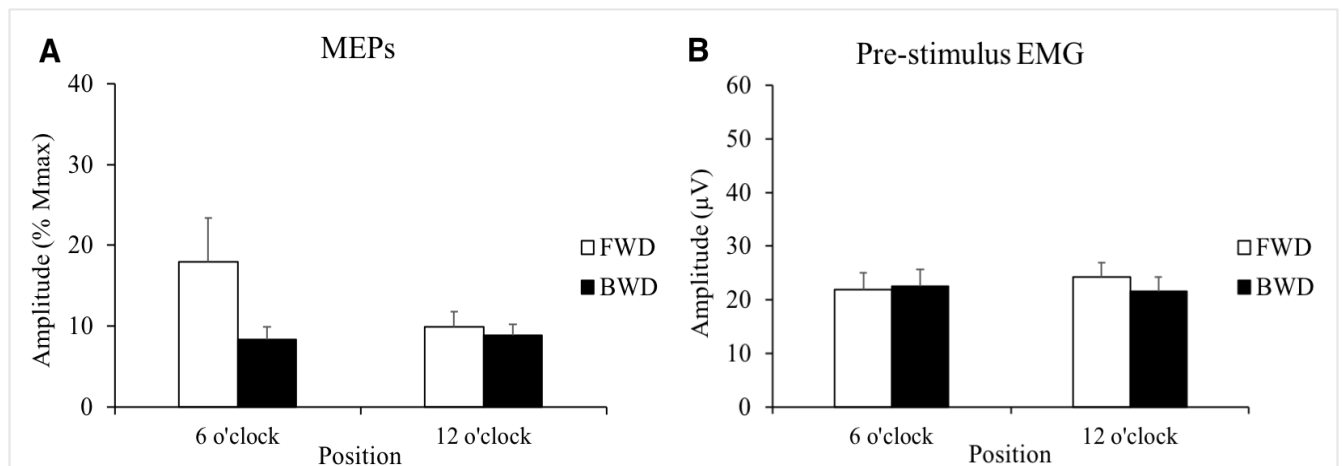 A
MEPs
Amplitude (% Mmax)
40
30
20
10
0
6 o'clock
12 o'clock
Position
FWD
BWD
B
Pre-stimulus EMG
Amplitude (µV)
60
50
40
30
20
10
0
6 o'clock
12 o'clock
Position
FWD
BWD